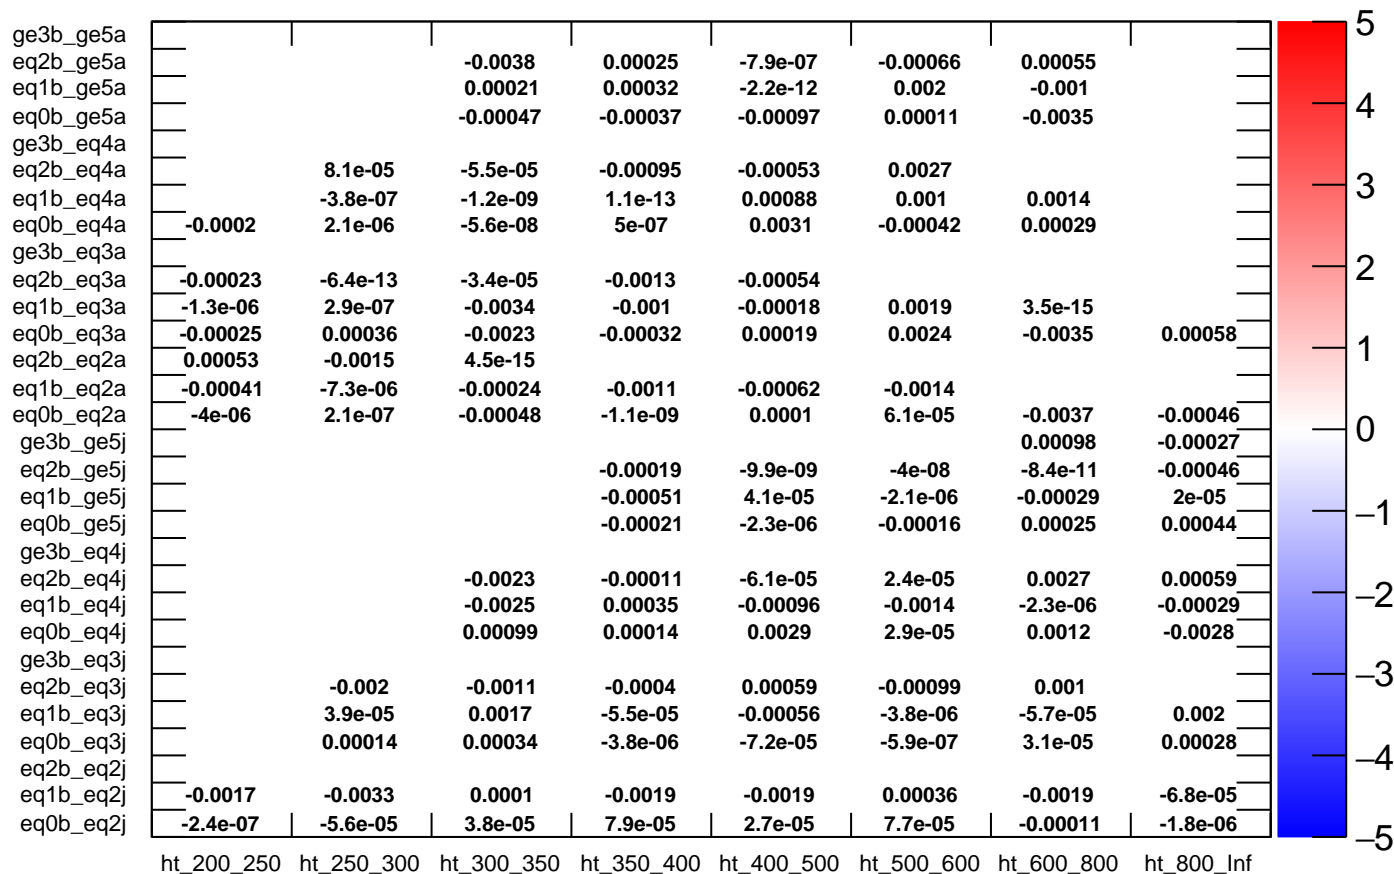 ge3b_ge5a
eq2b_ge5a -0.0038 0.00025 -7.9e-07 -0.00066 0.00055
eq1b_ge5a 0.00021 0.00032 -2.2e-12 0.002 -0.001
eq0b_ge5a -0.00047 -0.00037 -0.00097 0.00011 -0.0035
ge3b_eq4a
eq2b_eq4a 8.1e-05 -5.5e-05 -0.00095 -0.00053 0.0027
eq1b_eq4a -3.8e-07 -1.2e-09 1.1e-13 0.00088 0.001 0.0014
eq0b_eq4a -0.0002 2.1e-06 -5.6e-08 5e-07 0.0031 -0.00042 0.00029
ge3b_eq3a
eq2b_eq3a -0.00023 -6.4e-13 -3.4e-05 -0.0013 -0.00054
eq1b_eq3a -1.3e-06 2.9e-07 -0.0034 -0.001 -0.00018 0.0019 3.5e-15
eq0b_eq3a -0.00025 0.00036 -0.0023 -0.00032 0.00019 0.0024 -0.0035 0.00058
eq2b_eq2a 0.00053 -0.0015 4.5e-15
eq1b_eq2a -0.00041 -7.3e-06 -0.00024 -0.0011 -0.00062 -0.0014
eq0b_eq2a -4e-06 2.1e-07 -0.00048 -1.1e-09 0.0001 6.1e-05 -0.0037 -0.00046
ge3b_ge5j 0.00098 -0.00027
eq2b_ge5j -0.00019 -9.9e-09 -4e-08 -8.4e-11 -0.00046
eq1b_ge5j -0.00051 4.1e-05 -2.1e-06 -0.00029 2e-05
eq0b_ge5j -0.00021 -2.3e-06 -0.00016 0.00025 0.00044
ge3b_eq4j
eq2b_eq4j -0.0023 -0.00011 -6.1e-05 2.4e-05 0.0027 0.00059
eq1b_eq4j -0.0025 0.00035 -0.00096 -0.0014 -2.3e-06 -0.00029
eq0b_eq4j 0.00099 0.00014 0.0029 2.9e-05 0.0012 -0.0028
ge3b_eq3j
eq2b_eq3j -0.002 -0.0011 -0.0004 0.00059 -0.00099 0.001
eq1b_eq3j 3.9e-05 0.0017 -5.5e-05 -0.00056 -3.8e-06 -5.7e-05 0.002
eq0b_eq3j 0.00014 0.00034 -3.8e-06 -7.2e-05 -5.9e-07 3.1e-05 0.00028
eq2b_eq2j
eq1b_eq2j -0.0017 -0.0033 0.0001 -0.0019 -0.0019 0.00036 -0.0019 -6.8e-05
eq0b_eq2j -2.4e-07 -5.6e-05 3.8e-05 7.9e-05 2.7e-05 7.7e-05 -0.00011 -1.8e-06
ht_200_250 ht_250_300 ht_300_350 ht_350_400 ht_400_500 ht_500_600 ht_600_800 ht_800_Inf
5
4
3
2
1
0
−1
−2
−3
−4
−5